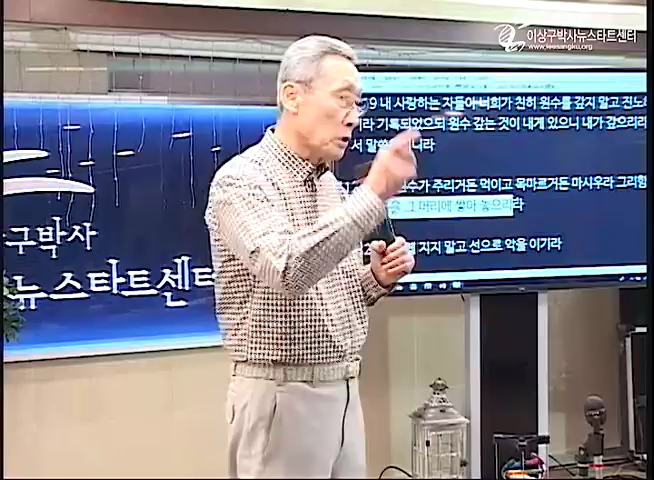 이상구박사뉴스타트센터
www.leesangku.org
9 내 사랑하는 자들아 너희가 친히 원수를 갚지 말고 진노
기록되었으되 원수 갚는 것이 내게 있으니 내가 갚으리라
말씀
니라
수가 주리거든 먹이고 목마르거든 마시우라 그리함
을 그 머리에 쌓아 놓으리라
지지 말고 선으로 악을 이기라
구박사
뉴스타트센터